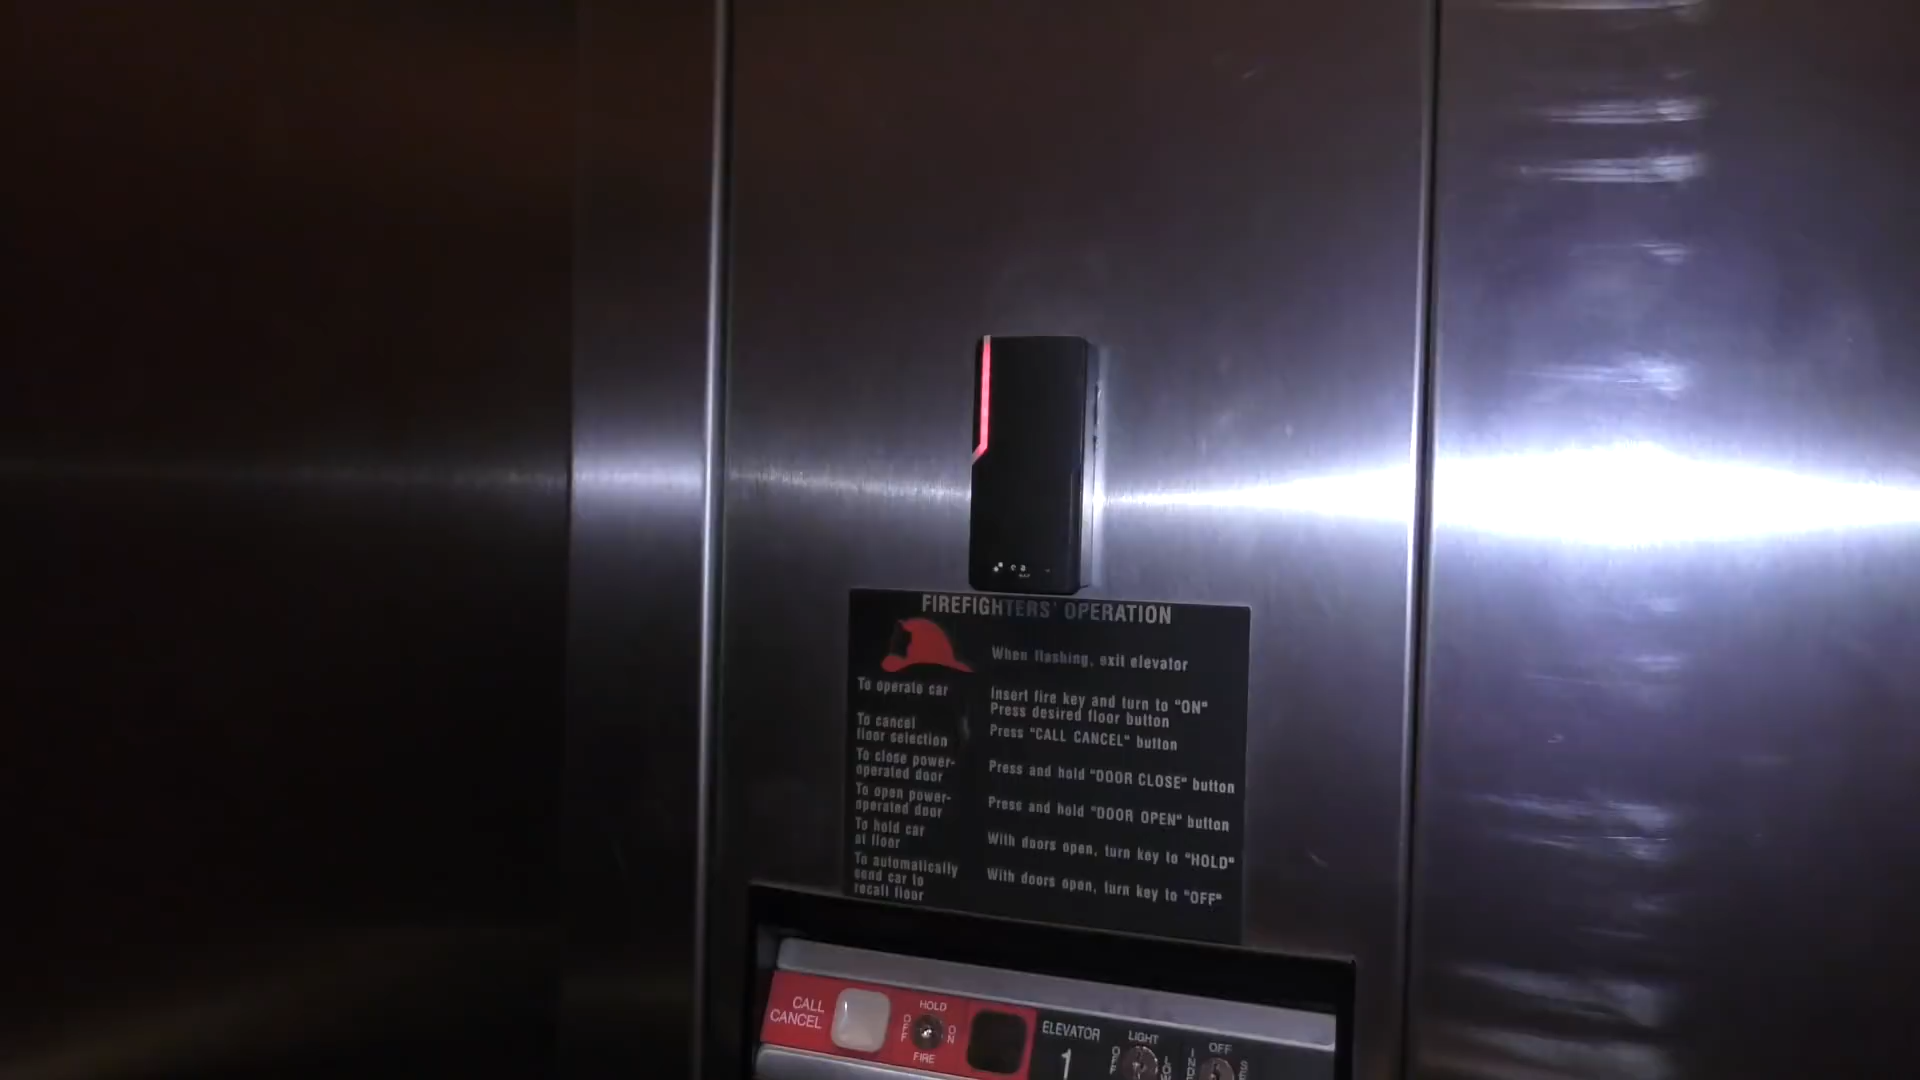 FIREFIGHTERS' OPERATION
When flashing, exit elevator
To operate car
Insert fire key and turn to "ON"
Press desired floor button
To cancel
floor selection
Press "CALL CANCEL" button
To close power-
operated door
Press and hold "DOOR CLOSE" button
To open power-
operated door
Press and hold "DOOR OPEN" button
To hold car
at floor
With doors open, turn key to "HOLD"
To automatically
send car to
recall floor
With doors open, turn key to "OFF"
CALL
CANCEL
HOLD
OFF
ON
FIRE
ELEVATOR
1
LIGHT
OFF
OFF